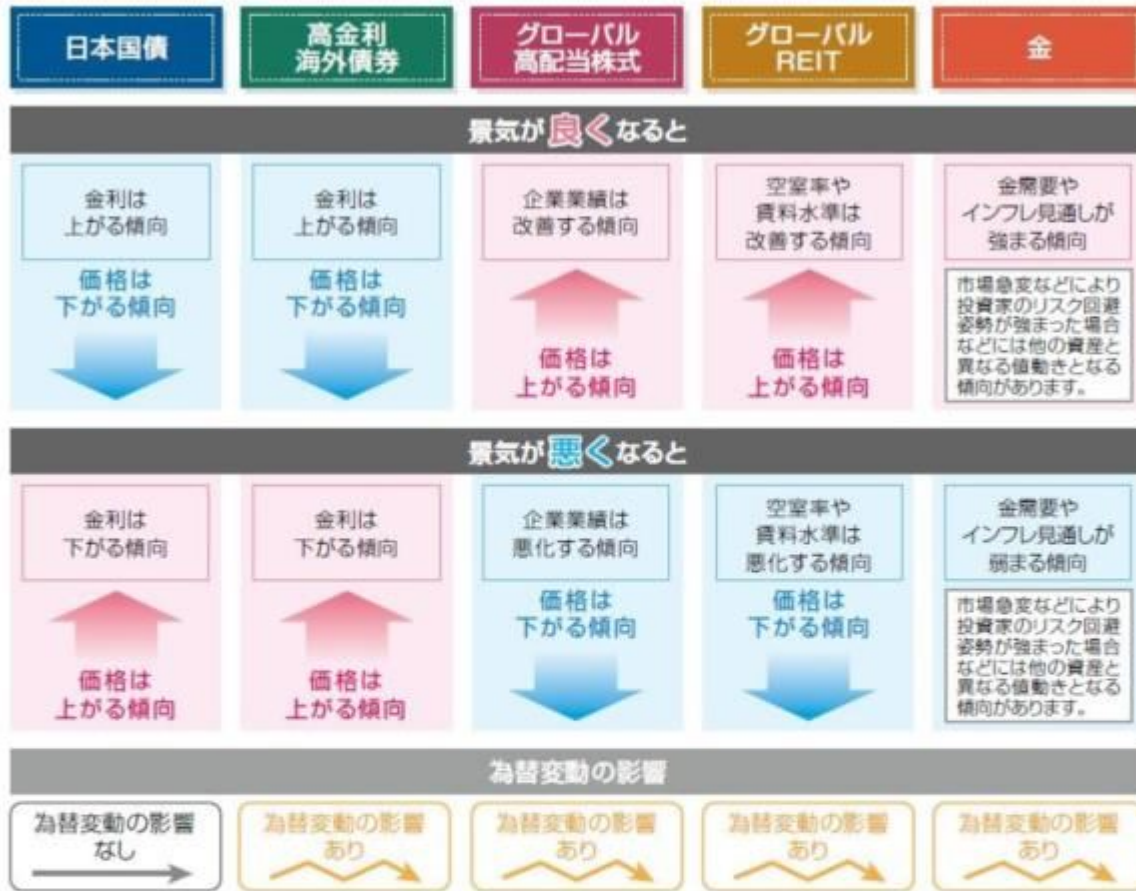 日本国債
高金利
海外債券
グローバル
高配当株式
グローバル
REIT
金
景気が良くなると
金利は
上がる傾向
価格は
下がる傾向
金利は
上がる傾向
価格は
下がる傾向
企業業績は
改善する傾向
価格は
上がる傾向
空室率や
賃料水準は
改善する傾向
価格は
上がる傾向
金需要や
インフレ見通しが
強まる傾向
市場急変などにより
投資家のリスク回避
姿勢が強まった場合
などには他の資産と
異なる値動きとなる
傾向があります。
景気が悪くなると
金利は
下がる傾向
価格は
上がる傾向
金利は
下がる傾向
価格は
上がる傾向
企業業績は
悪化する傾向
価格は
下がる傾向
空室率や
賃料水準は
悪化する傾向
価格は
下がる傾向
金需要や
インフレ見通しが
弱まる傾向
市場急変などにより
投資家のリスク回避
姿勢が強まった場合
などには他の資産と
異なる値動きとなる
傾向があります。
為替変動の影響
為替変動の影響
なし
為替変動の影響
あり
為替変動の影響
あり
為替変動の影響
あり
為替変動の影響
あり